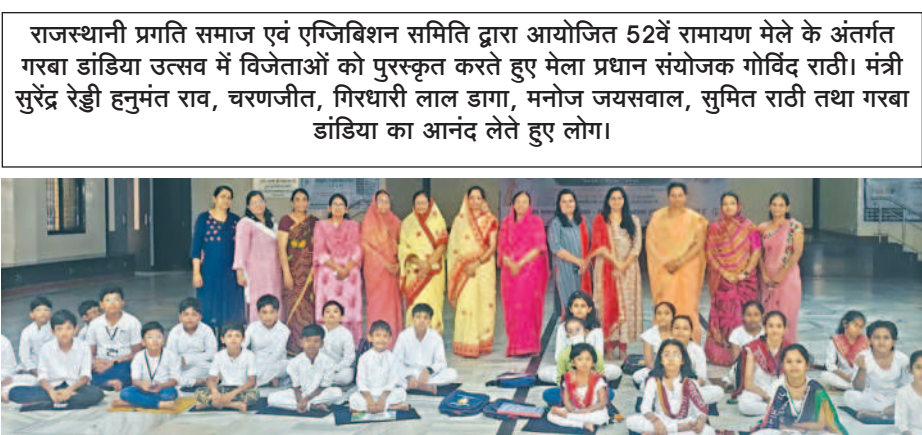 राजस्थानी प्रगति समाज एवं एग्जिबिशन समिति द्वारा आयोजित 52वें रामायण मेले के अंतर्गत
गरबा डांडिया उत्सव में विजेताओं को पुरस्कृत करते हुए मेला प्रधान संयोजक गोविंद राठी। मंत्री
सुरेंद्र रेड्डी हनुमंत राव, चरणजीत, गिरधारी लाल डागा, मनोज जयसवाल, सुमित राठी तथा गरबा
डांडिया का आनंद लेते हुए लोग।